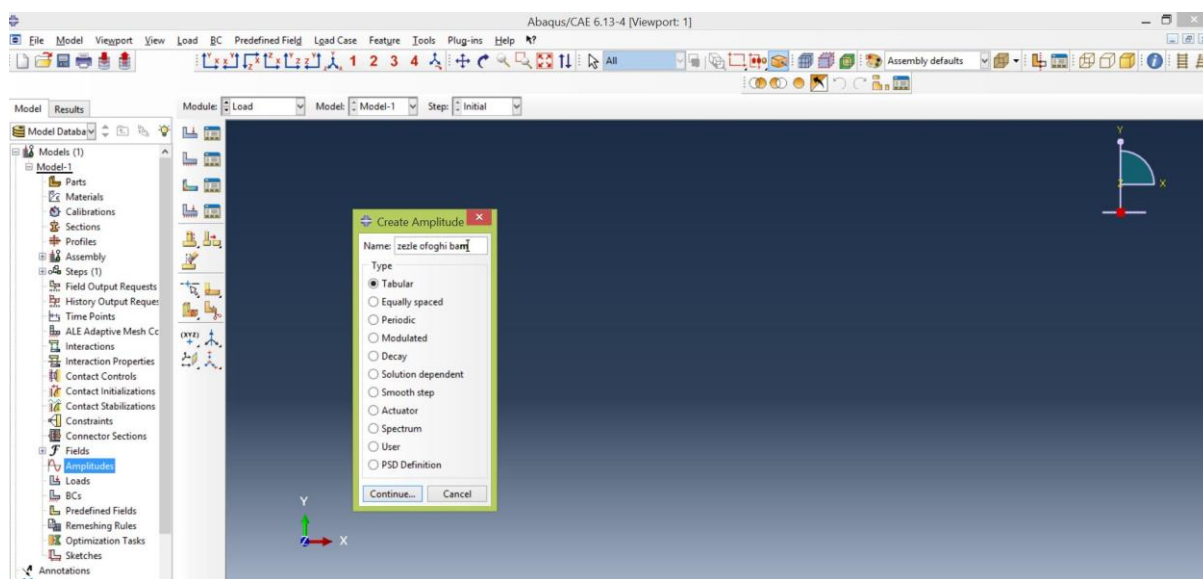 Abaqus/CAE 6.13-4 [Viewport: 1]
File Model Viewport View Load BC Predefined Field Load Case Feature Tools Plug-ins Help
1 2 3 4 All Assembly defaults
Model Results Module: Load Model: Model-1 Step: Initial
Model Databa
Models (1)
Model-1
Parts
Materials
Calibrations
Sections
Profiles
Assembly
Steps (1)
Field Output Requests
History Output Reques
Time Points
ALE Adaptive Mesh Cc
Interactions
Interaction Properties
Contact Controls
Contact Initializations
Contact Stabilizations
Constraints
Connector Sections
Fields
Amplitudes
Loads
BCs
Predefined Fields
Remeshing Rules
Optimization Tasks
Sketches
Annotations
(XYZ)
Create Amplitude
Name: zezle ofoghi bam
Type
Tabular
Equally spaced
Periodic
Modulated
Decay
Solution dependent
Smooth step
Actuator
Spectrum
User
PSD Definition
Continue... Cancel
Y
X
Z
Y
X
Z